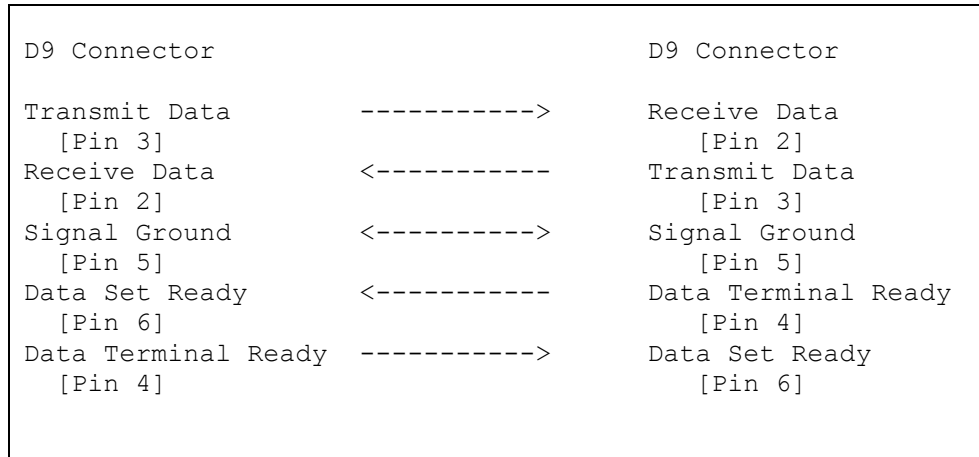 D9 Connector                          D9 Connector
Transmit Data        ----------->      Receive Data
  [Pin 3]                                [Pin 2]
Receive Data         <-----------      Transmit Data
  [Pin 2]                                [Pin 3]
Signal Ground        <---------->      Signal Ground
  [Pin 5]                                [Pin 5]
Data Set Ready       <-----------      Data Terminal Ready
  [Pin 6]                                [Pin 4]
Data Terminal Ready  ----------->      Data Set Ready
  [Pin 4]                                [Pin 6]